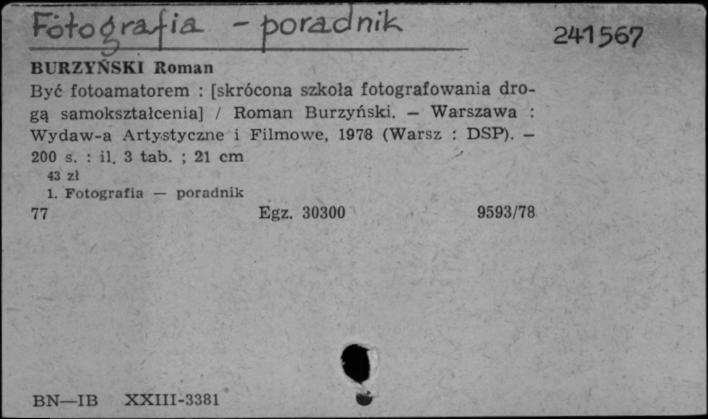 Fotografia - poradnik
241567
BURZYŃSKI Roman
Być fotoamatorem : [skrócona szkoła fotografowania dro-
gą samokształcenia] / Roman Burzyński. — Warszawa :
Wydaw-a Artystyczne i Filmowe, 1978 (Warsz : DSP). —
200 s. : il. 3 tab. ; 21 cm
43 zł
1. Fotografia — poradnik
77 Egz. 30300 9593/78
BN—IB XXIII-3381